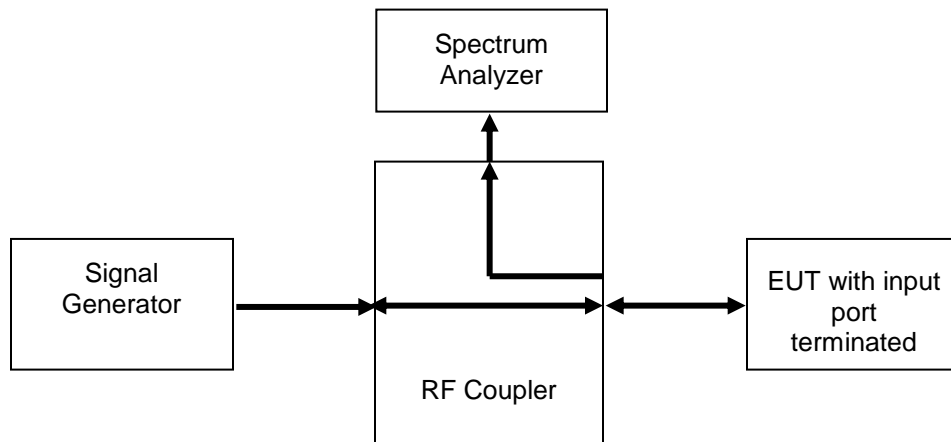 Spectrum
Analyzer
Signal
Generator
EUT with input
port
terminated
RF Coupler